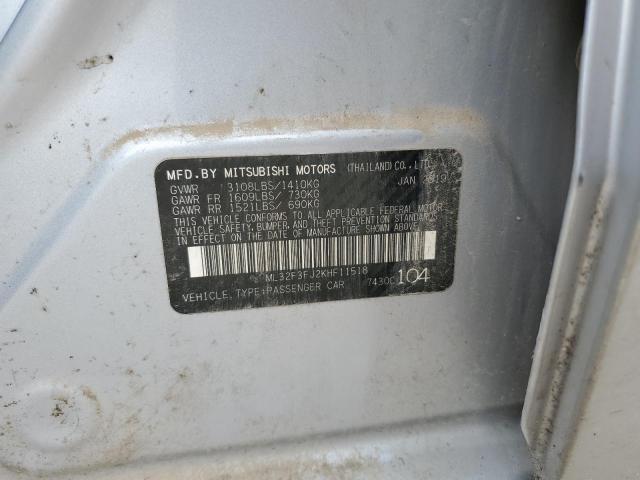 MFD.BY MITSUBISHI MOTORS (THAILAND) CO., LTD.
GVWR 3108LBS/1410KG JAN 2019
GAWR FR 1609LBS/ 730KG
GAWR RR 1521LBS/ 690KG
THIS VEHICLE CONFORMS TO ALL APPLICABLE FEDERAL MOTOR
VEHICLE SAFETY, BUMPER, AND THEFT PREVENTION STANDARDS
IN EFFECT ON THE DATE OF MANUFACTURE SHOWN ABOVE.
ML32F3FJ2KHF11518
VEHICLE TYPE:PASSENGER CAR 7430C 104